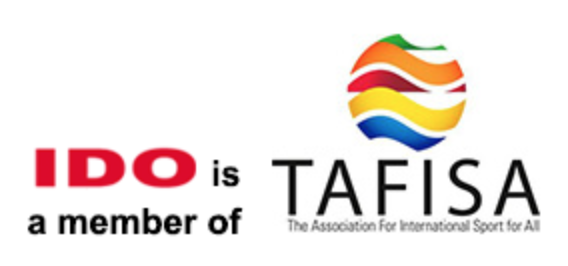 IDO is
a member of
TAFISA
The Association For International Sport for All